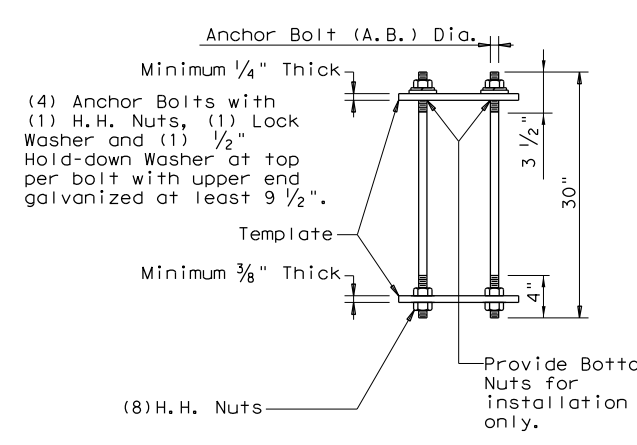 Anchor Bolt (A.B.) Dia.
Minimum 1/4" Thick
(4) Anchor Bolts with
(1) H.H. Nuts, (1) Lock
Washer and (1) 1/2"
Hold-down Washer at top
per bolt with upper end
galvanized at least 9 1/2".
3 1/2"
30"
Template
Minimum 3/8" Thick
4"
Provide Botto
Nuts for
installation
only.
(8)H.H. Nuts